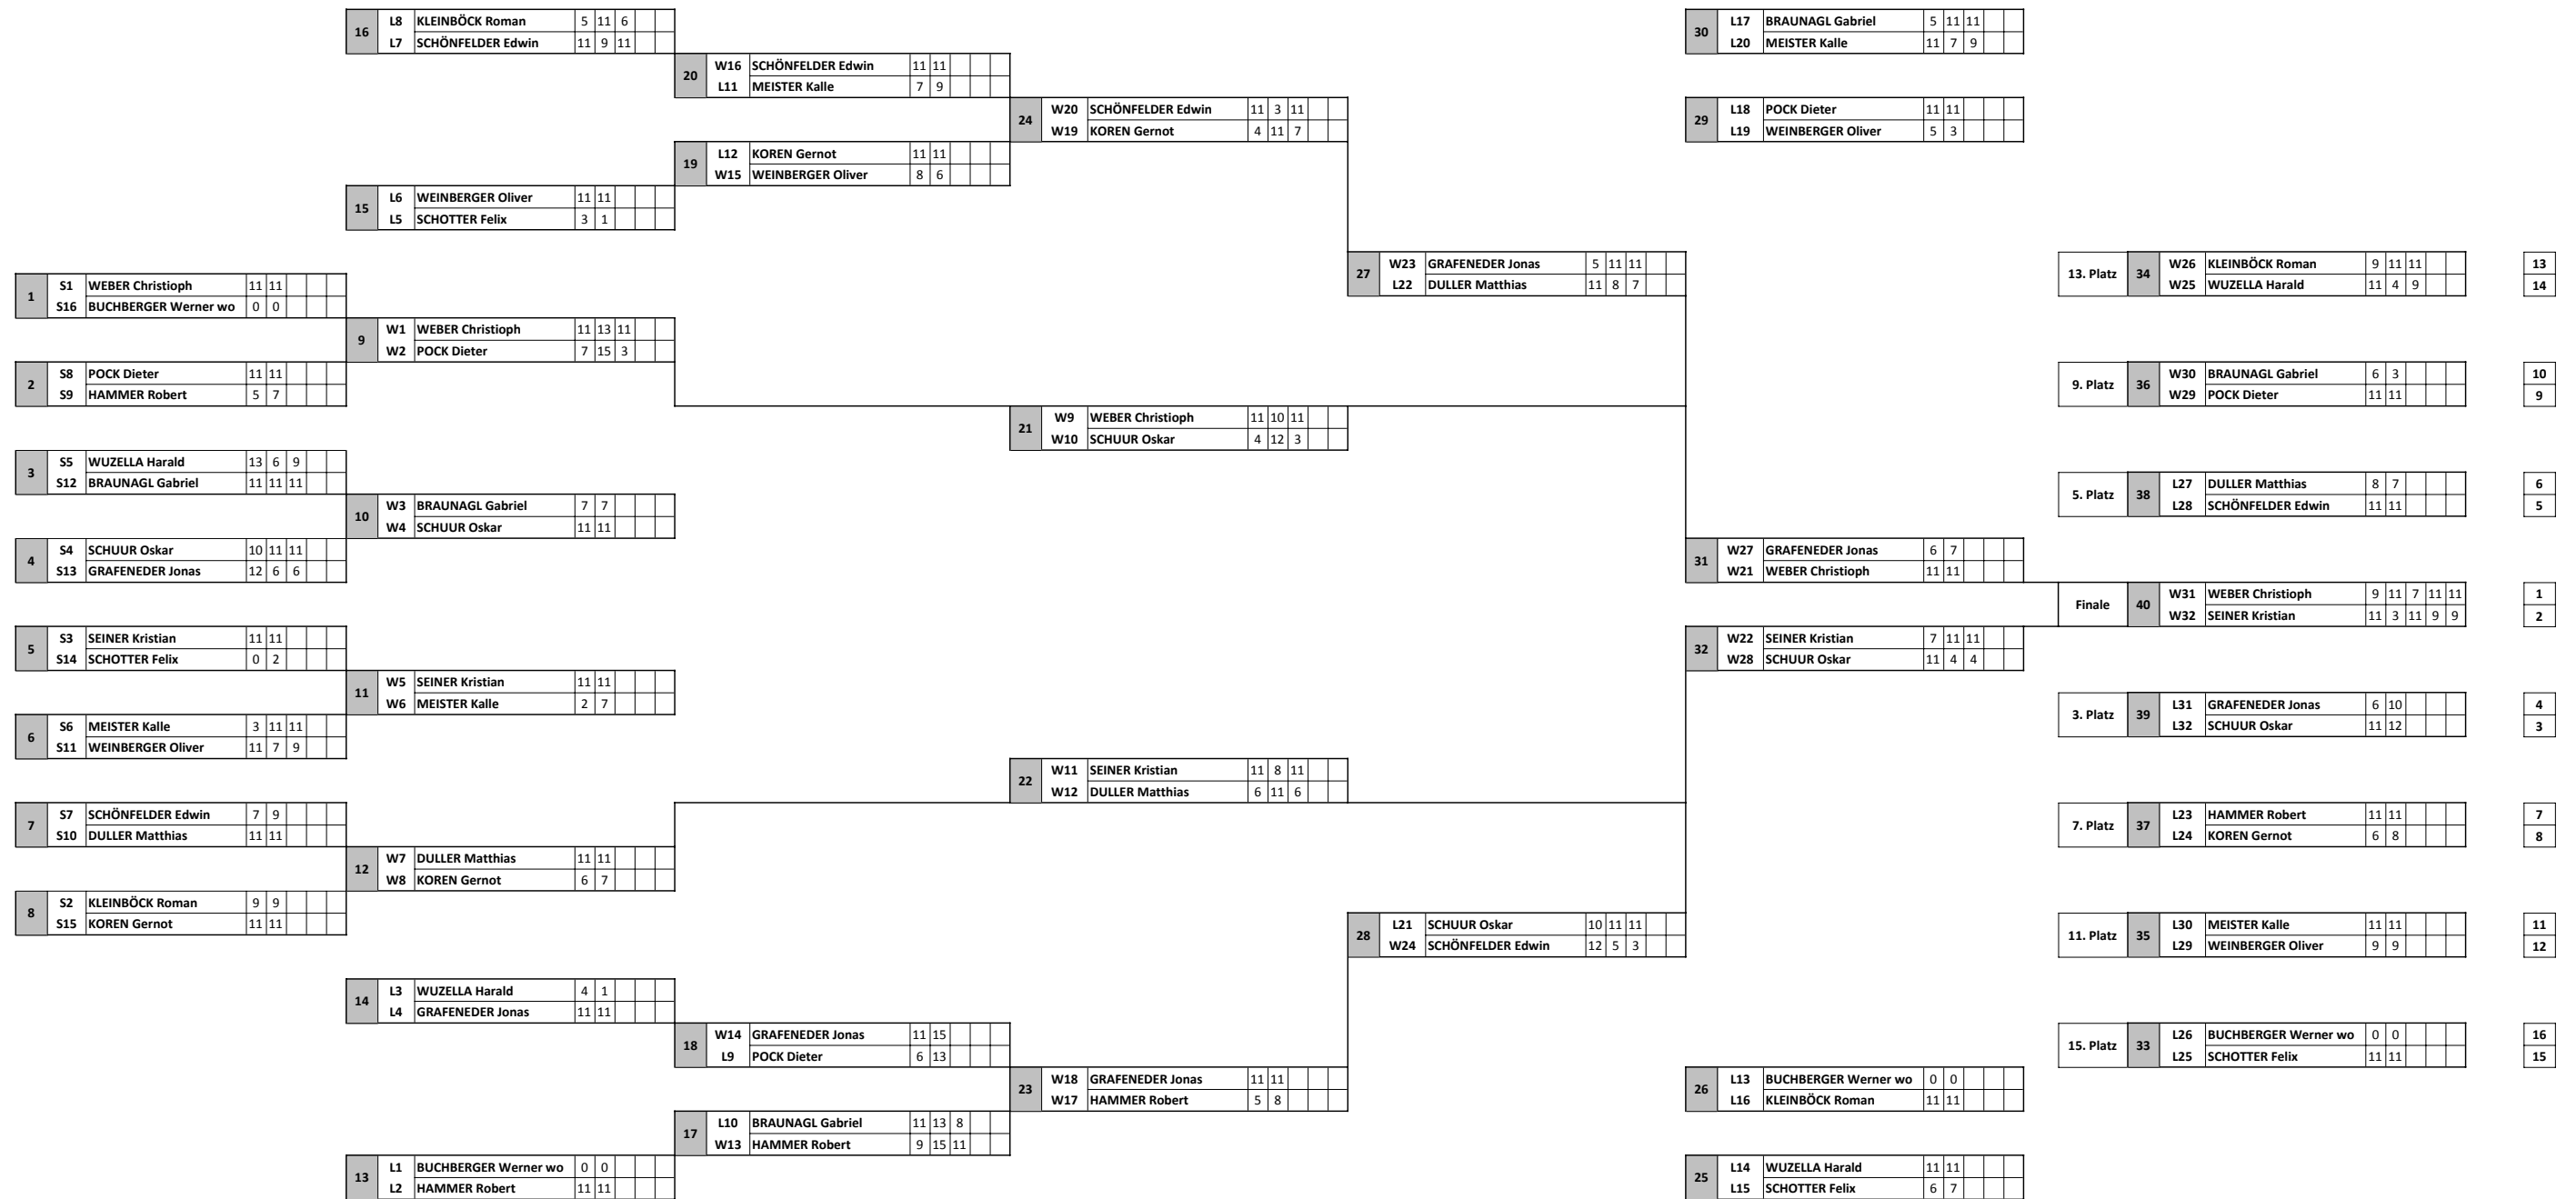 16 L8 KLEINBÖCK Roman 5 11 6
L7 SCHÖNFELDER Edwin 11 9 11
20 W16 SCHÖNFELDER Edwin 11 11
L11 MEISTER Kalle 7 9
24 W20 SCHÖNFELDER Edwin 11 3 11
W19 KOREN Gernot 4 11 7
19 L12 KOREN Gernot 11 11
W15 WEINBERGER Oliver 8 6
15 L6 WEINBERGER Oliver 11 11
L5 SCHOTTER Felix 3 1
30 L17 BRAUNAGL Gabriel 5 11 11
L20 MEISTER Kalle 11 7 9
29 L18 POCK Dieter 11 11
L19 WEINBERGER Oliver 5 3
27 W23 GRAFENEDER Jonas 5 11 11
L22 DULLER Matthias 11 8 7
1 S1 WEBER Christioph 11 11
S16 BUCHBERGER Werner wo 0 0
9 W1 WEBER Christioph 11 13 11
W2 POCK Dieter 7 15 3
2 S8 POCK Dieter 11 11
S9 HAMMER Robert 5 7
21 W9 WEBER Christioph 11 10 11
W10 SCHUUR Oskar 4 12 3
3 S5 WUZELLA Harald 13 6 9
S12 BRAUNAGL Gabriel 11 11 11
10 W3 BRAUNAGL Gabriel 7 7
W4 SCHUUR Oskar 11 11
4 S4 SCHUUR Oskar 10 11 11
S13 GRAFENEDER Jonas 12 6 6
31 W27 GRAFENEDER Jonas 6 7
W21 WEBER Christioph 11 11
5 S3 SEINER Kristian 11 11
S14 SCHOTTER Felix 0 2
11 W5 SEINER Kristian 11 11
W6 MEISTER Kalle 2 7
6 S6 MEISTER Kalle 3 11 11
S11 WEINBERGER Oliver 11 7 9
32 W22 SEINER Kristian 7 11 11
W28 SCHUUR Oskar 11 4 4
22 W11 SEINER Kristian 11 8 11
W12 DULLER Matthias 6 11 6
7 S7 SCHÖNFELDER Edwin 7 9
S10 DULLER Matthias 11 11
12 W7 DULLER Matthias 11 11
W8 KOREN Gernot 6 7
8 S2 KLEINBÖCK Roman 9 9
S15 KOREN Gernot 11 11
28 L21 SCHUUR Oskar 10 11 11
W24 SCHÖNFELDER Edwin 12 5 3
14 L3 WUZELLA Harald 4 1
L4 GRAFENEDER Jonas 11 11
18 W14 GRAFENEDER Jonas 11 15
L9 POCK Dieter 6 13
23 W18 GRAFENEDER Jonas 11 11
W17 HAMMER Robert 5 8
17 L10 BRAUNAGL Gabriel 11 13 8
W13 HAMMER Robert 9 15 11
13 L1 BUCHBERGER Werner wo 0 0
L2 HAMMER Robert 11 11
26 L13 BUCHBERGER Werner wo 0 0
L16 KLEINBÖCK Roman 11 11
25 L14 WUZELLA Harald 11 11
L15 SCHOTTER Felix 6 7
13. Platz 34 W26 KLEINBÖCK Roman 9 11 11 13
W25 WUZELLA Harald 11 4 9 14
9. Platz 36 W30 BRAUNAGL Gabriel 6 3 10
W29 POCK Dieter 11 11 9
5. Platz 38 L27 DULLER Matthias 8 7 6
L28 SCHÖNFELDER Edwin 11 11 5
Finale 40 W31 WEBER Christioph 9 11 7 11 11 1
W32 SEINER Kristian 11 3 11 9 9 2
3. Platz 39 L31 GRAFENEDER Jonas 6 10 4
L32 SCHUUR Oskar 11 12 3
7. Platz 37 L23 HAMMER Robert 11 11 7
L24 KOREN Gernot 6 8 8
11. Platz 35 L30 MEISTER Kalle 11 11 11
L29 WEINBERGER Oliver 9 9 12
15. Platz 33 L26 BUCHBERGER Werner wo 0 0 16
L25 SCHOTTER Felix 11 11 15